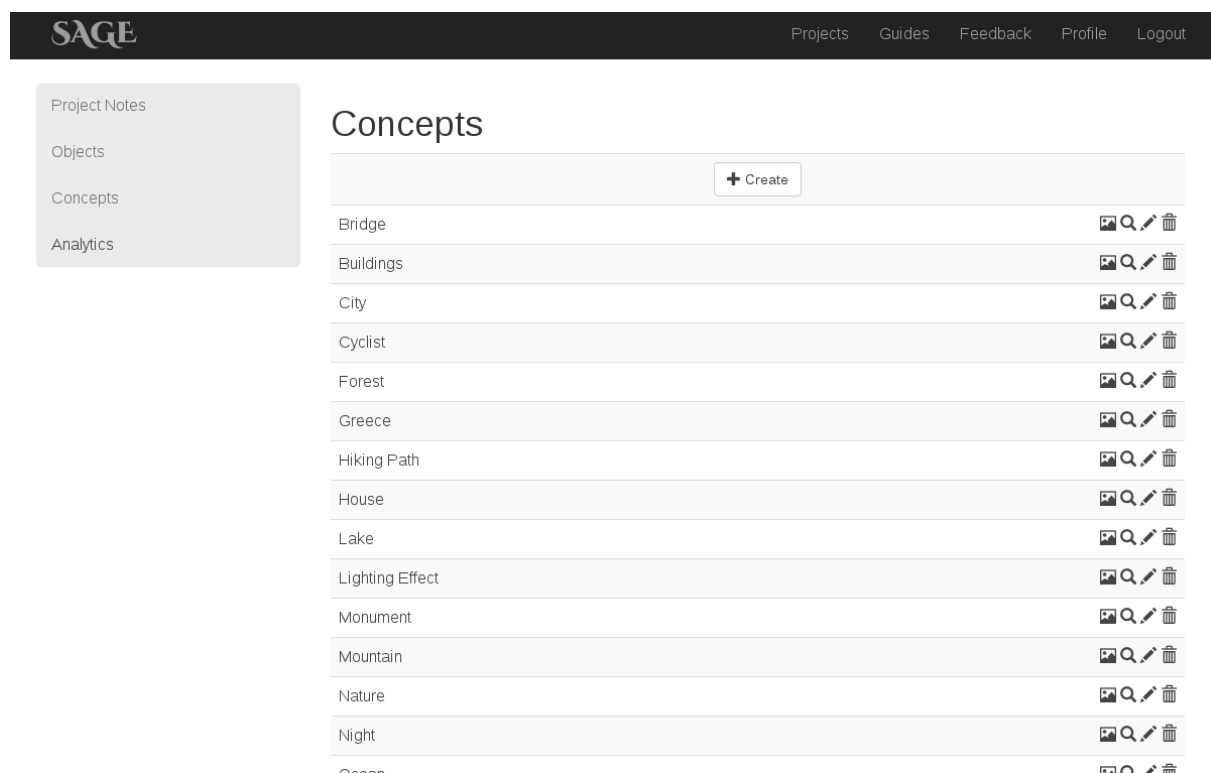 SAGE
Projects Guides Feedback Profile Logout
Project Notes
Objects
Concepts
Analytics
Concepts
Create
Bridge
Buildings
City
Cyclist
Forest
Greece
Hiking Path
House
Lake
Lighting Effect
Monument
Mountain
Nature
Night